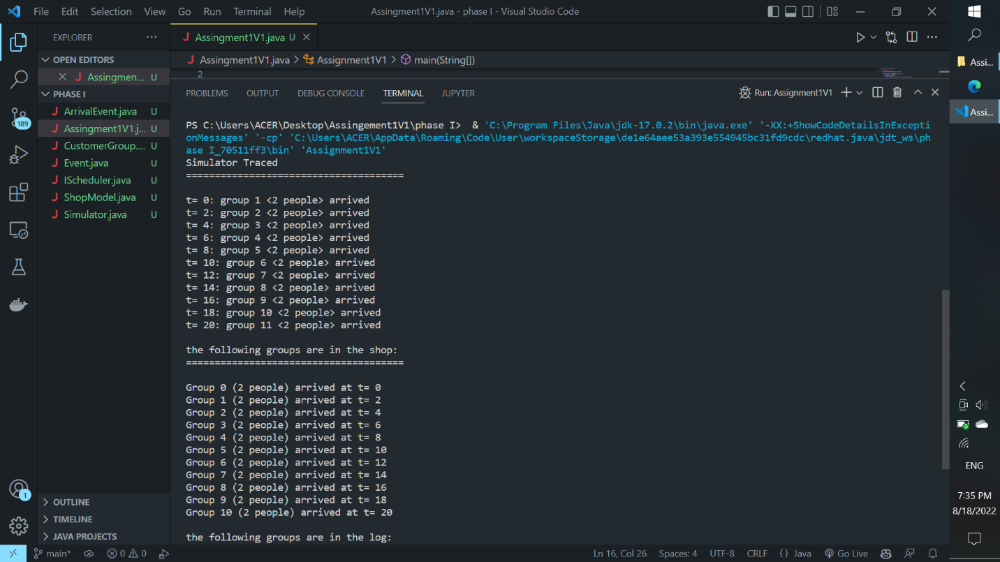 File Edit Selection View Go Run Terminal Help
Assingment1V1.java - phase I - Visual Studio Code
EXPLORER
OPEN EDITORS
Assingmen... U
PHASE I
ArrivalEvent.java U
Assingment1V1.j... U
CustomerGroup.... U
Event.java U
IScheduler.java U
ShopModel.java U
Simulator.java U
OUTLINE
TIMELINE
JAVA PROJECTS
189
1
Assingment1V1.java U
Assingment1V1.java > Assignment1V1 > main(String[])
2
PROBLEMS OUTPUT DEBUG CONSOLE TERMINAL JUPYTER
Run: Assignment1V1
PS C:\Users\ACER\Desktop\Assingement1V1\phase I> & 'C:\Program Files\Java\jdk-17.0.2\bin\java.exe' '-XX:+ShowCodeDetailsInExcepti
onMessages' '-cp' 'C:\Users\ACER\AppData\Roaming\Code\User\workspaceStorage\de1e64aee53a393e554945bc31fd9cdc\redhat.java\jdt_ws\ph
ase I_70511ff3\bin' 'Assignment1V1'
Simulator Traced
======================================
t= 0: group 1 <2 people> arrived
t= 2: group 2 <2 people> arrived
t= 4: group 3 <2 people> arrived
t= 6: group 4 <2 people> arrived
t= 8: group 5 <2 people> arrived
t= 10: group 6 <2 people> arrived
t= 12: group 7 <2 people> arrived
t= 14: group 8 <2 people> arrived
t= 16: group 9 <2 people> arrived
t= 18: group 10 <2 people> arrived
t= 20: group 11 <2 people> arrived
the following groups are in the shop:
======================================
Group 0 (2 people) arrived at t= 0
Group 1 (2 people) arrived at t= 2
Group 2 (2 people) arrived at t= 4
Group 3 (2 people) arrived at t= 6
Group 4 (2 people) arrived at t= 8
Group 5 (2 people) arrived at t= 10
Group 6 (2 people) arrived at t= 12
Group 7 (2 people) arrived at t= 14
Group 8 (2 people) arrived at t= 16
Group 9 (2 people) arrived at t= 18
Group 10 (2 people) arrived at t= 20
the following groups are in the log:
main* 0 0
Ln 16, Col 26 Spaces: 4 UTF-8 CRLF {} Java Go Live
Assi...
Assi...
ENG
7:35 PM
8/18/2022